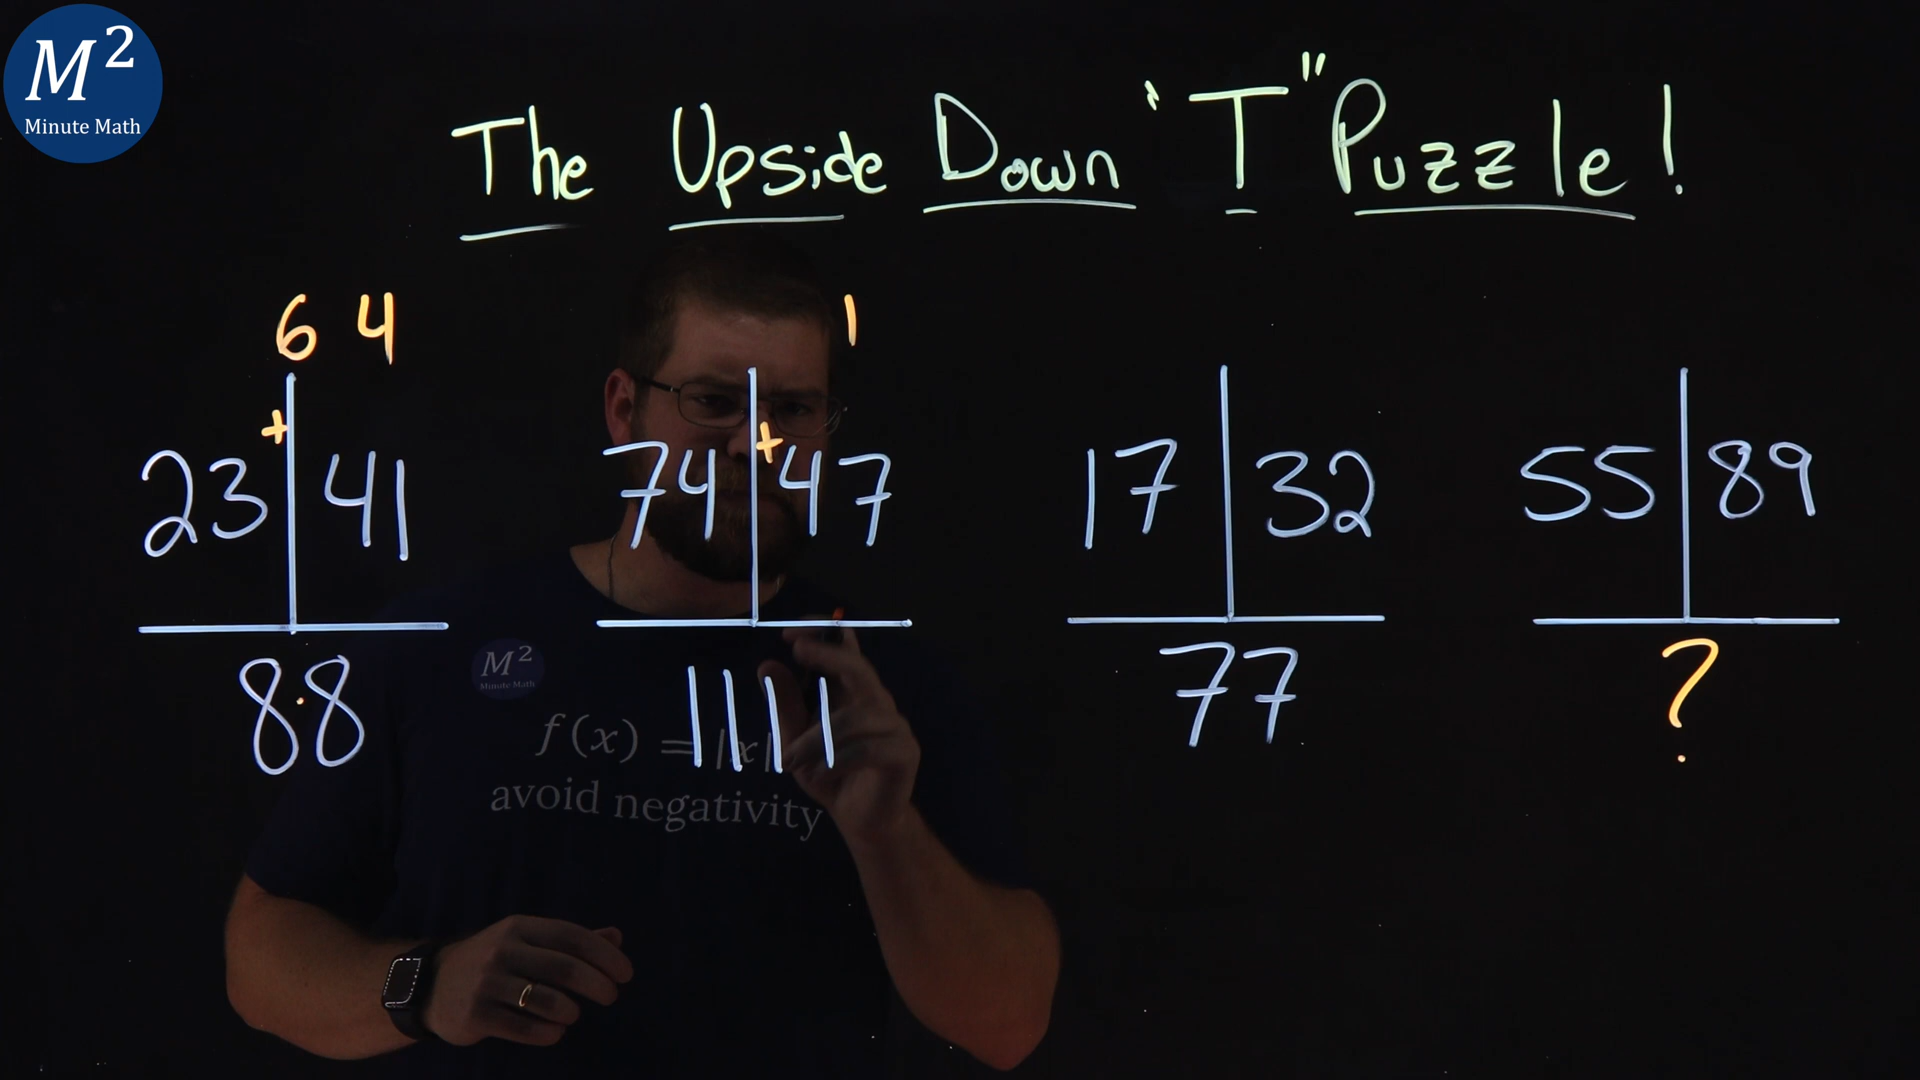 M²
Minute Math
The Upside Down "T" Puzzle!
6 4 1
+ +
23 41 74 47 17 32 55 89
88 1111 77 ?
M²
Minute Math
f(x) = |x|
avoid negativity